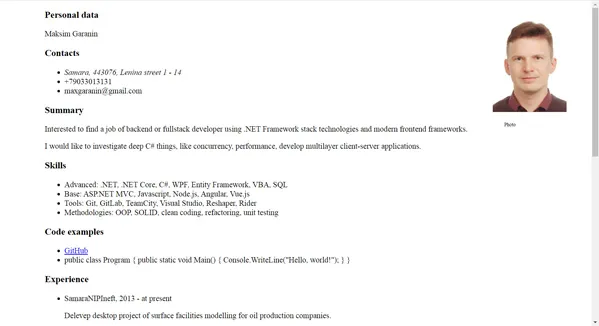 Personal data
Maksim Garanin
Contacts
Samara, 443076, Lenina street 1 - 14
+79033013131
maxgaranin@gmail.com
Summary
Interested to find a job of backend or fullstack developer using .NET Framework stack technologies and modern frontend frameworks.
I would like to investigate deep C# things, like concurrency, performance, develop multilayer client-server applications.
Skills
Advanced: .NET, .NET Core, C#, WPF, Entity Framework, VBA, SQL
Base: ASP.NET MVC, Javascript, Node.js, Angular, Vue.js
Tools: Git, GitLab, TeamCity, Visual Studio, Reshaper, Rider
Methodologies: OOP, SOLID, clean coding, refactoring, unit testing
Code examples
GitHub
public class Program { public static void Main() { Console.WriteLine("Hello, world!"); } }
Experience
SamaraNIPIneft, 2013 - at present
Delevep desktop project of surface facilities modelling for oil production companies.
Photo